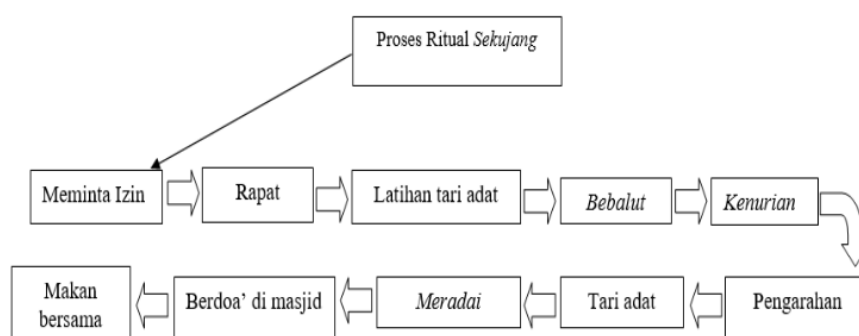 Proses Ritual Sekujang
Meminta Izin
Rapat
Latihan tari adat
Bebalut
Kenurian
Pengarahan
Tari adat
Meradai
Berdoa’ di masjid
Makan
bersama